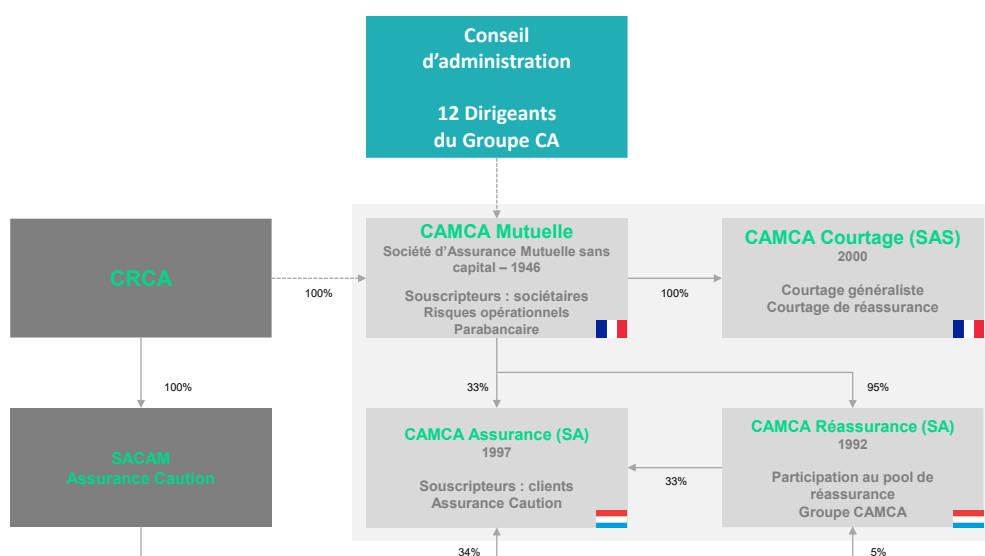 Conseil
d'administration
12 Dirigeants
du Groupe CA
CRCA
100%
CAMCA Mutuelle
Société d'Assurance Mutuelle sans
capital – 1946
Souscripteurs : sociétaires
Risques opérationnels
Parabancaire
100%
CAMCA Courtage (SAS)
2000
Courtage généraliste
Courtage de réassurance
100%
33%
95%
SACAM
Assurance Caution
CAMCA Assurance (SA)
1997
Souscripteurs : clients
Assurance Caution
33%
CAMCA Réassurance (SA)
1992
Participation au pool de
réassurance
Groupe CAMCA
34%
5%